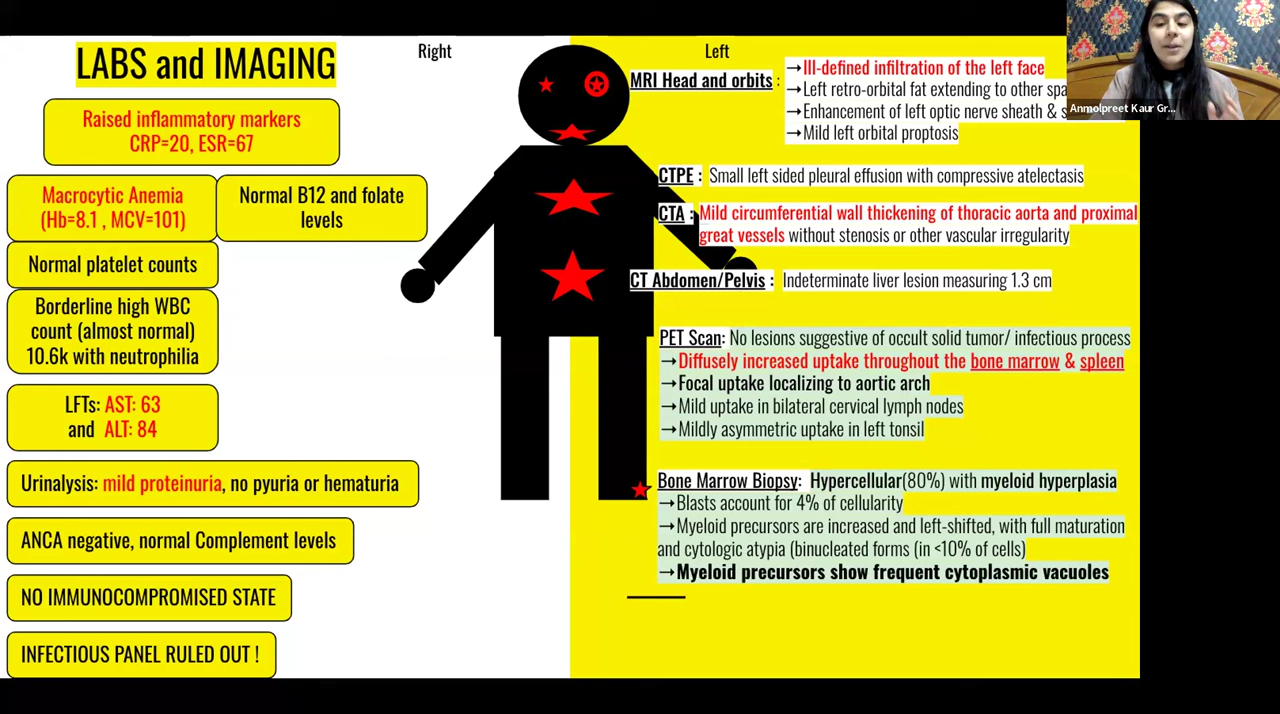 LABS and IMAGING
Right
Left
Raised inflammatory markers
CRP=20, ESR=67
Macrocytic Anemia
(Hb=8.1 , MCV=101)
Normal B12 and folate
levels
Normal platelet counts
Borderline high WBC
count (almost normal)
10.6k with neutrophilia
LFTs: AST: 63
and ALT: 84
Urinalysis: mild proteinuria, no pyuria or hematuria
ANCA negative, normal Complement levels
NO IMMUNOCOMPROMISED STATE
INFECTIOUS PANEL RULED OUT !
MRI Head and orbits :
→Ill-defined infiltration of the left face
→Left retro-orbital fat extending to other
→Enhancement of left optic nerve sheath &
→Mild left orbital proptosis
CTPE : Small left sided pleural effusion with compressive atelectasis
CTA : Mild circumferential wall thickening of thoracic aorta and proximal
great vessels without stenosis or other vascular irregularity
CT Abdomen/Pelvis : Indeterminate liver lesion measuring 1.3 cm
PET Scan: No lesions suggestive of occult solid tumor/ infectious process
→Diffusely increased uptake throughout the bone marrow & spleen
→Focal uptake localizing to aortic arch
→Mild uptake in bilateral cervical lymph nodes
→Mildly asymmetric uptake in left tonsil
Bone Marrow Biopsy: Hypercellular(80%) with myeloid hyperplasia
→Blasts account for 4% of cellularity
→Myeloid precursors are increased and left-shifted, with full maturation
and cytologic atypia (binucleated forms (in <10% of cells)
→Myeloid precursors show frequent cytoplasmic vacuoles
Anmolpreet Kaur Gr...